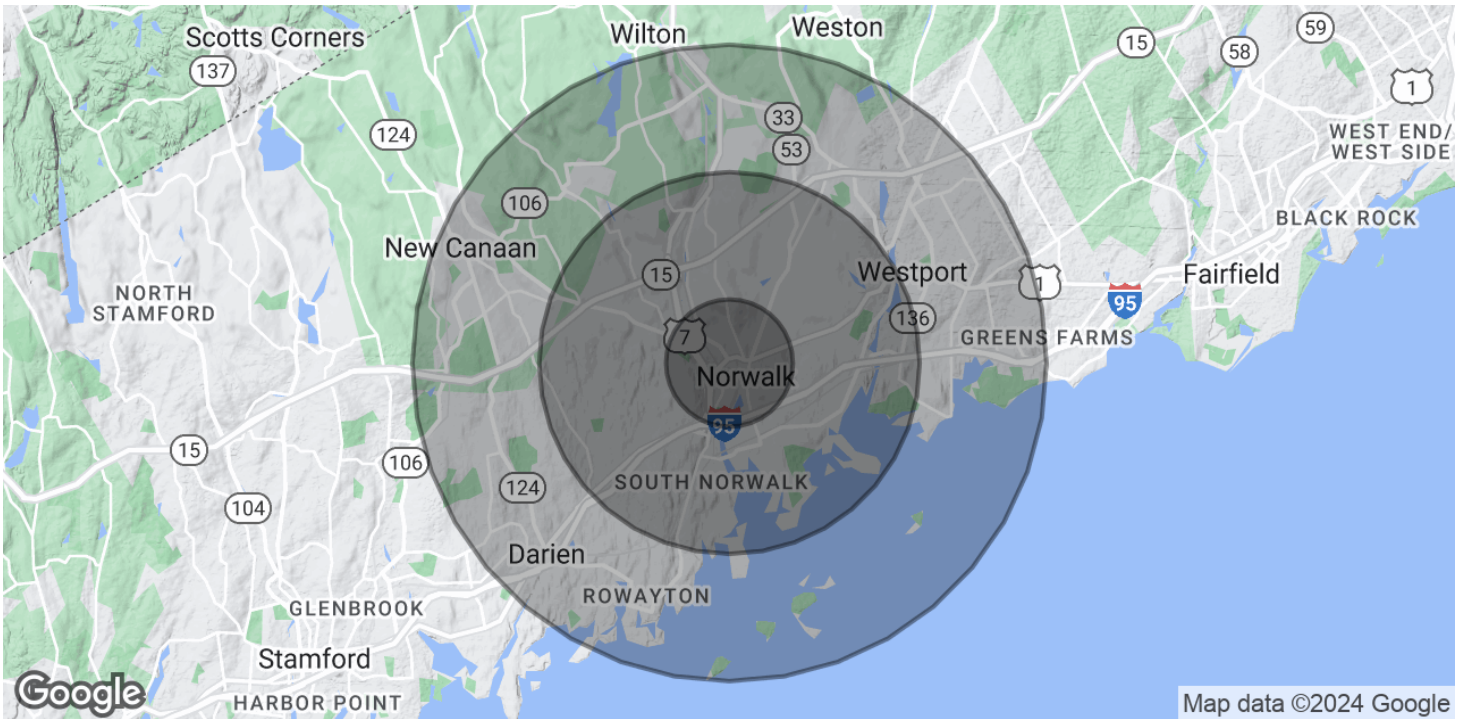 Scotts Corners
Wilton
Weston
137
15
58
59
1
124
33
53
WEST END/
WEST SIDE
106
BLACK ROCK
New Canaan
15
Westport
1
Fairfield
NORTH
STAMFORD
95
7
136
GREENS FARMS
Norwalk
95
15
106
124
SOUTH NORWALK
104
Darien
ROWAYTON
GLENBROOK
Stamford
HARBOR POINT
Google
Map data ©2024 Google